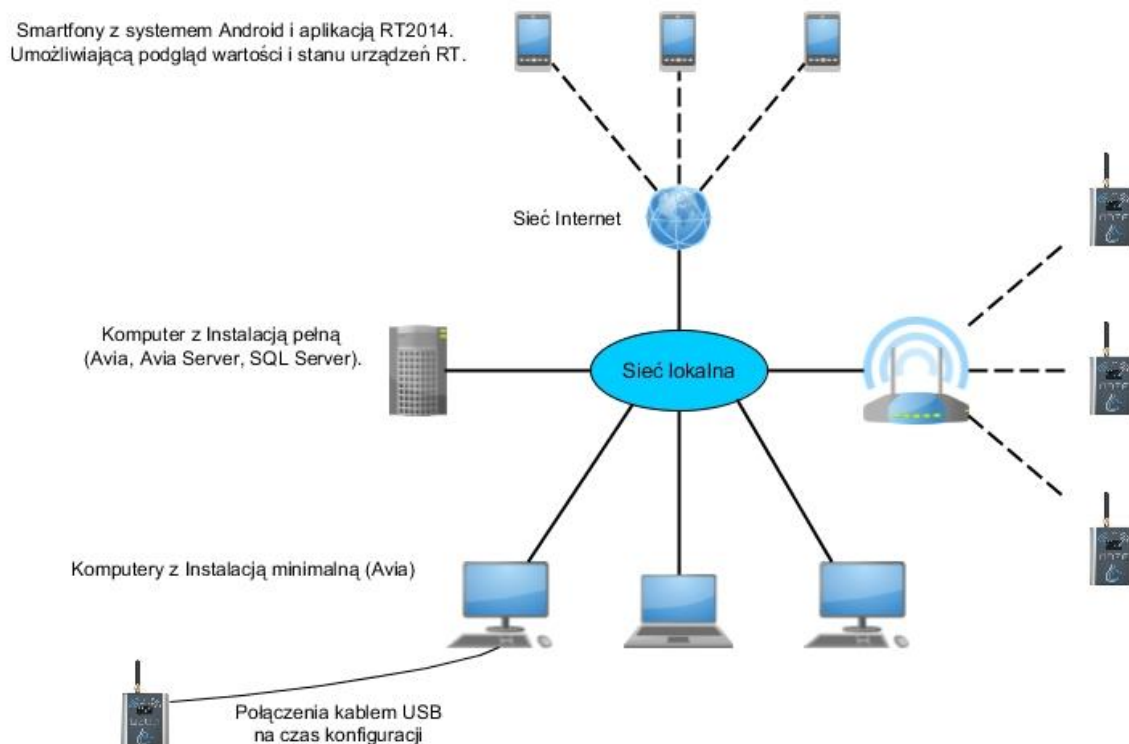 Smartfony z systemem Android i aplikacją RT2014.
Umożliwiającą podgląd wartości i stanu urządzeń RT.
Sieć Internet
Komputer z Instalacją pełną
(Avia, Avia Server, SQL Server).
Sieć lokalna
Komputery z Instalacją minimalną (Avia)
Połączenia kablem USB
na czas konfiguracji